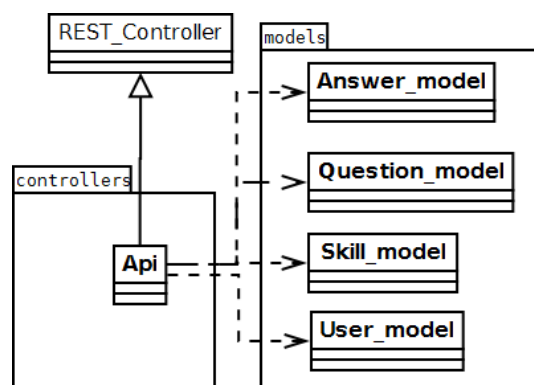 REST_Controller
models
Answer_model
controllers
Question_model
Api
Skill_model
User_model